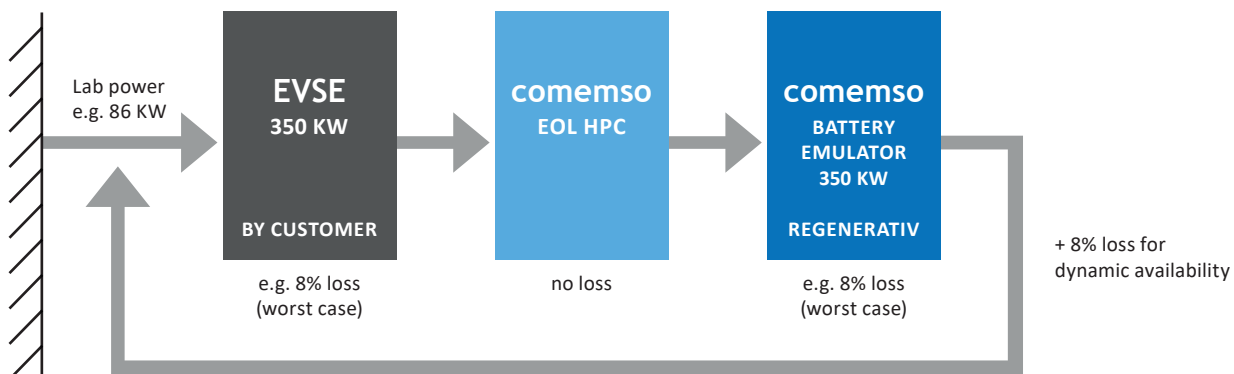 Lab power
e.g. 86 KW
EVSE
350 KW
BY CUSTOMER
e.g. 8% loss
(worst case)
comemso
EOL HPC
no loss
comemso
BATTERY
EMULATOR
350 KW
REGENERATIV
e.g. 8% loss
(worst case)
+ 8% loss for
dynamic availability